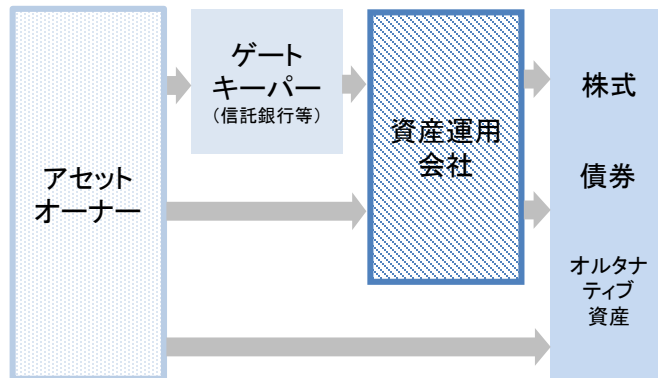 アセット
オーナー
ゲート
キーパー
（信託銀行等）
資産運用
会社
株式
債券
オルタナ
ティブ
資産